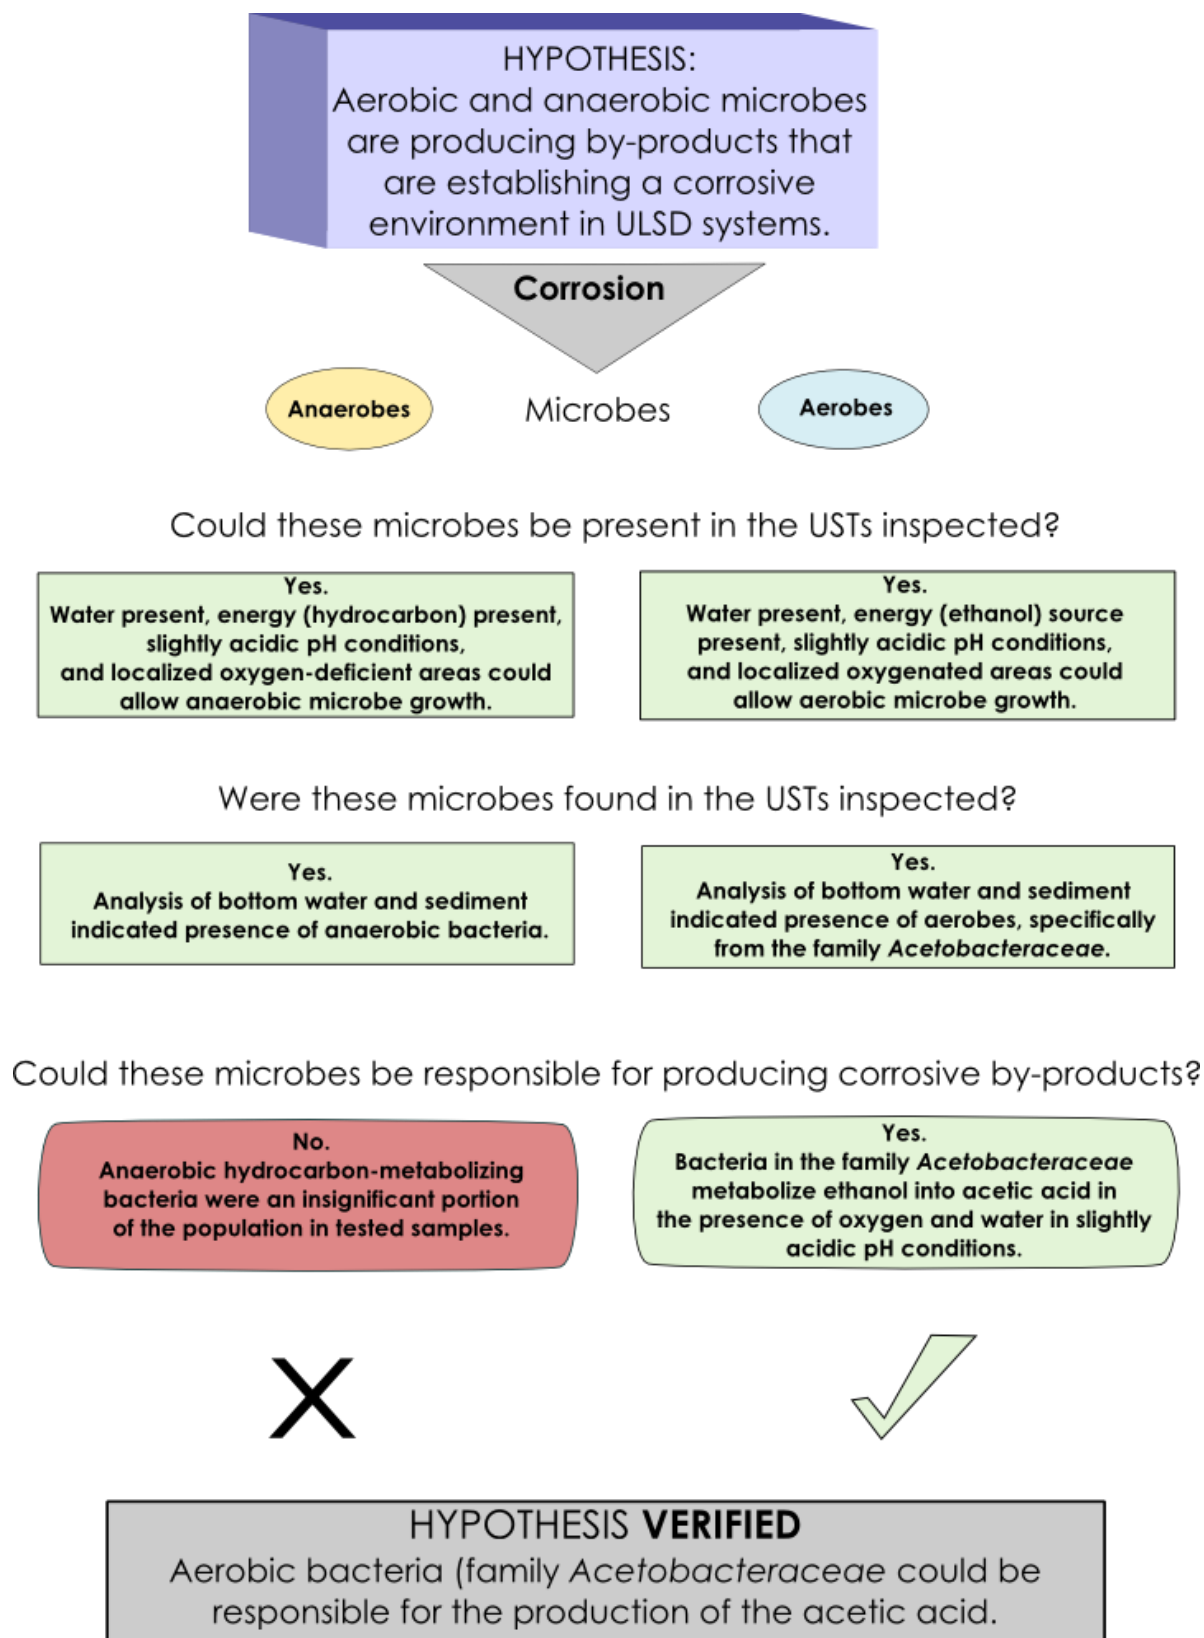 HYPOTHESIS:
Aerobic and anaerobic microbes
are producing by-products that
are establishing a corrosive
environment in ULSD systems.
Corrosion
Anaerobes
Microbes
Aerobes
Could these microbes be present in the USTs inspected?
Yes.
Water present, energy (hydrocarbon) present,
slightly acidic pH conditions,
and localized oxygen-deficient areas could
allow anaerobic microbe growth.
Yes.
Water present, energy (ethanol) source
present, slightly acidic pH conditions,
and localized oxygenated areas could
allow aerobic microbe growth.
Were these microbes found in the USTs inspected?
Yes.
Analysis of bottom water and sediment
indicated presence of anaerobic bacteria.
Yes.
Analysis of bottom water and sediment
indicated presence of aerobes, specifically
from the family Acetobacteraceae.
Could these microbes be responsible for producing corrosive by-products?
No.
Anaerobic hydrocarbon-metabolizing
bacteria were an insignificant portion
of the population in tested samples.
Yes.
Bacteria in the family Acetobacteraceae
metabolize ethanol into acetic acid in
the presence of oxygen and water in slightly
acidic pH conditions.
HYPOTHESIS VERIFIED
Aerobic bacteria (family Acetobacteraceae could be
responsible for the production of the acetic acid.